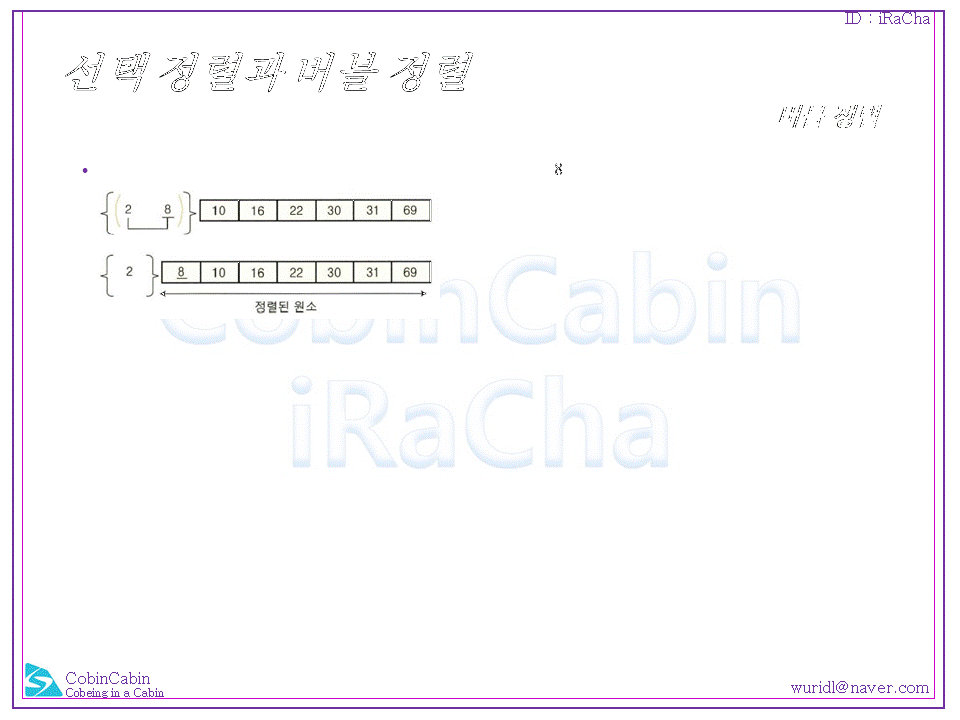 ID : iRaCha
선택 정렬과 버블 정렬
버블 정렬
• 8
{ ( 2 8 ) } 10 16 22 30 31 69
{ 2 } 8 10 16 22 30 31 69
정렬된 원소
CobinCabin
iRaCha
CobinCabin
Cobeing in a Cabin
wuridl@naver.com